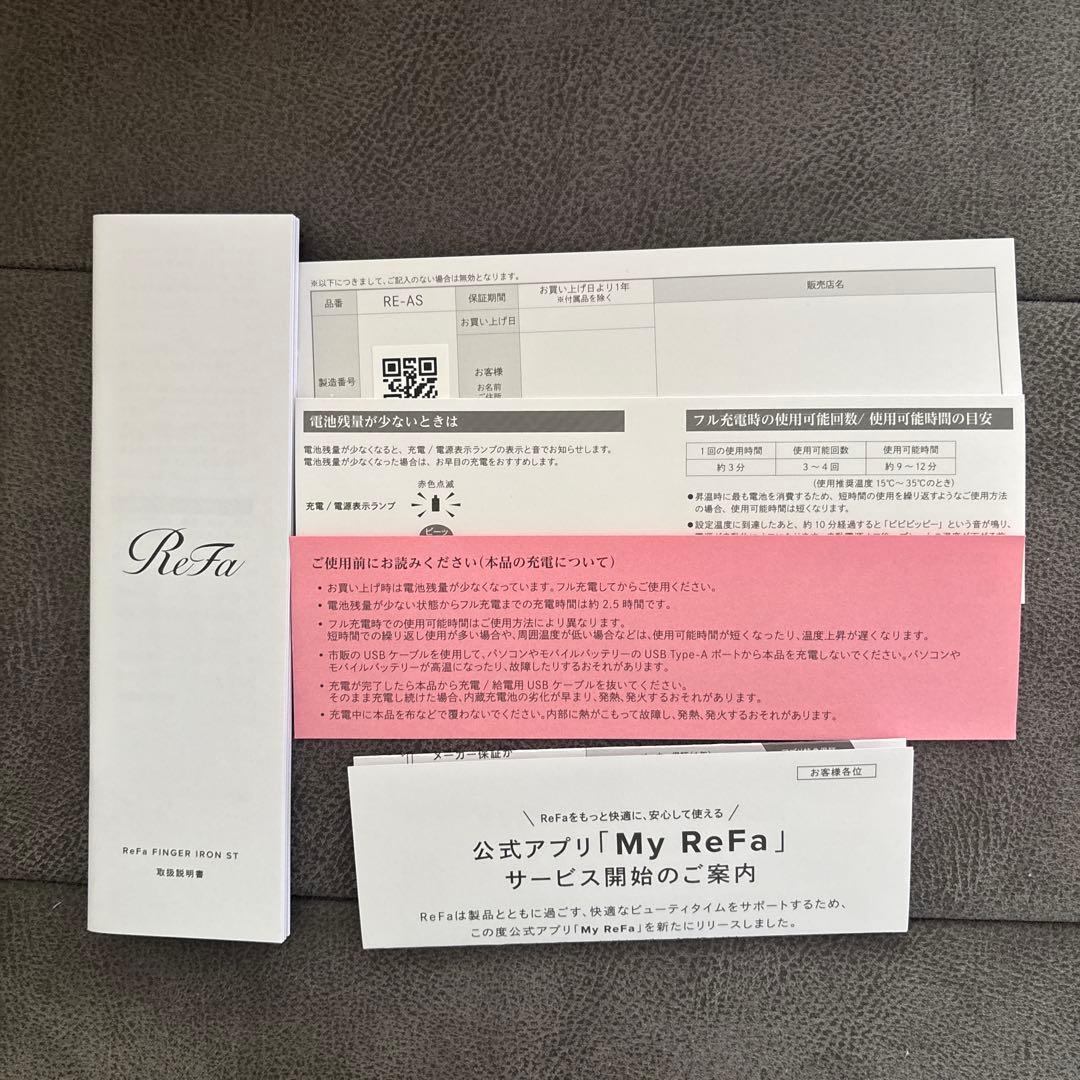 ReFa
ReFa FINGER IRON ST
取扱説明書
※以下につきまして、ご記入のない場合は無効となります。
品番
RE-AS
保証期間
お買い上げ日より1年
※付属品を除く
販売店名
お買い上げ日
製造番号
お客様
お名前
電池残量が少ないときは
電池残量が少なくなると、充電 / 電源表示ランプの表示と音でお知らせします。
電池残量が少なくなった場合は、お早目の充電をおすすめします。
赤色点滅
充電 / 電源表示ランプ
フル充電時の使用可能回数/ 使用可能時間の目安
1回の使用時間
使用可能回数
使用可能時間
約3分
3〜4回
約9〜12分
(使用推奨温度 15℃〜 35℃のとき)
●昇温時に最も電池を消費するため、短時間の使用を繰り返すようなご使用方法
の場合、使用可能時間は短くなります。
●設定温度に到達したあと、約10分経過すると「ピピピッピー」という音が鳴り、
ご使用前にお読みください(本品の充電について)
• お買い上げ時は電池残量が少なくなっています。フル充電してからご使用ください。
• 電池残量が少ない状態からフル充電までの充電時間は約2.5時間です。
• フル充電時での使用可能時間はご使用方法により異なります。
短時間での繰り返し使用が多い場合や、周囲温度が低い場合などは、使用可能時間が短くなったり、温度上昇が遅くなります。
• 市販のUSBケーブルを使用して、パソコンやモバイルバッテリーのUSB Type-Aポートから本品を充電しないでください。パソコンや
モバイルバッテリーが高温になったり、故障したりするおそれがあります。
• 充電が完了したら本品から充電 / 給電用USBケーブルを抜いてください。
そのまま充電し続けた場合、内蔵充電池の劣化が早まり、発熱、発火するおそれがあります。
• 充電中に本品を布などで覆わないでください。内部に熱がこもって故障し、発熱、発火するおそれがあります。
メーカー保証が
お客様各位
\ ReFaをもっと快適に、安心して使える /
公式アプリ「My ReFa」
サービス開始のご案内
ReFaは製品とともに過ごす、快適なビューティタイムをサポートするため、
この度公式アプリ「My ReFa」を新たにリリースしました。